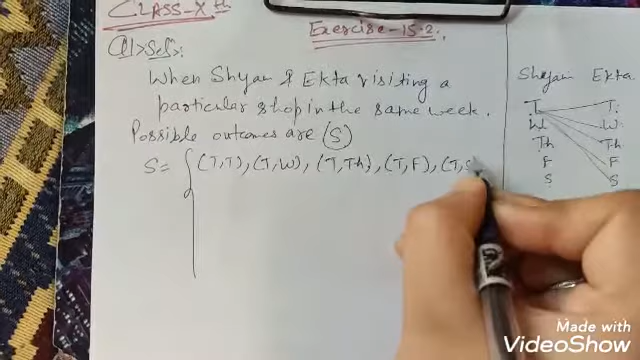 CLASS-Xth
Exercise-15.2.
Q1>Sol:
When Shyam & Ekta visiting a
particular shop in the same week.
Possible outcomes are (S)
S= { (T,T), (T,W), (T,Th), (T,F), (T,S
Shyam Ekta
T T
W W
Th Th
F F
S S
Made with
VideoShow